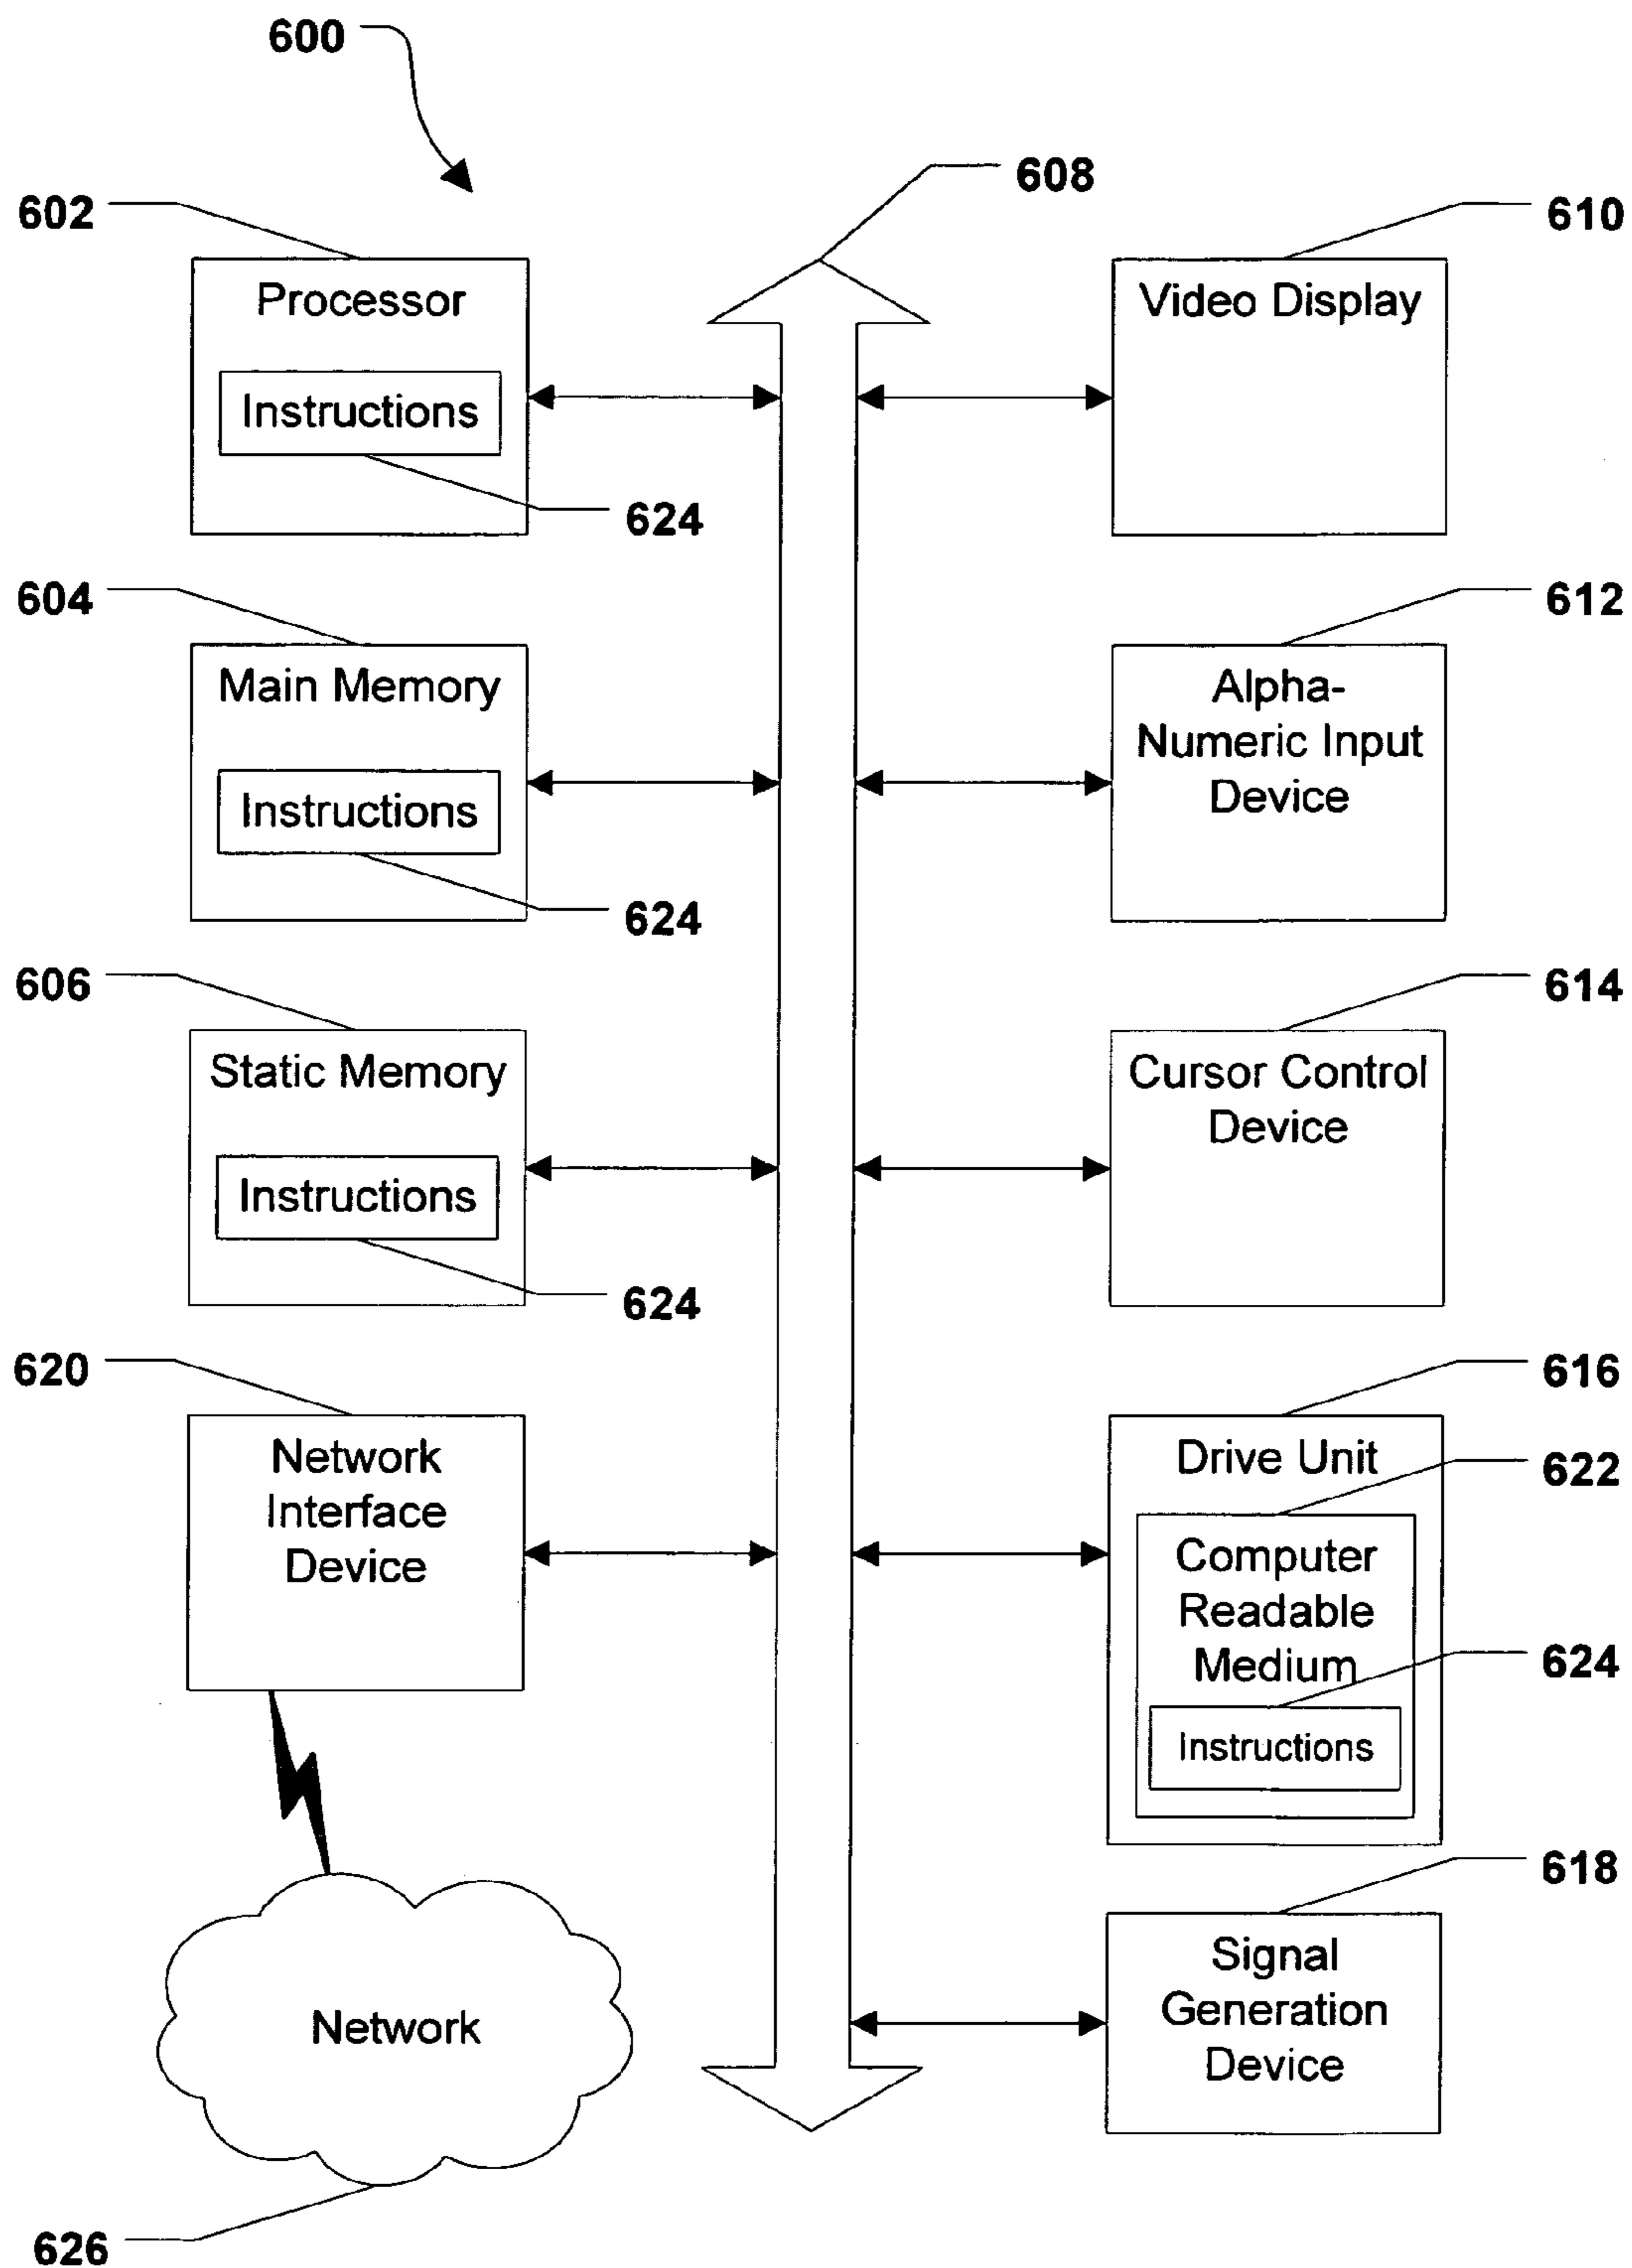 600
608
602
610
Processor
Instructions
624
Video Display
604
612
Main Memory
Instructions
624
Alpha-
Numeric Input
Device
606
614
Static Memory
Instructions
624
Cursor Control
Device
620
616
Network
Interface
Device
Drive Unit
622
Computer
Readable
Medium
624
Instructions
618
Signal
Generation
Device
Network
626